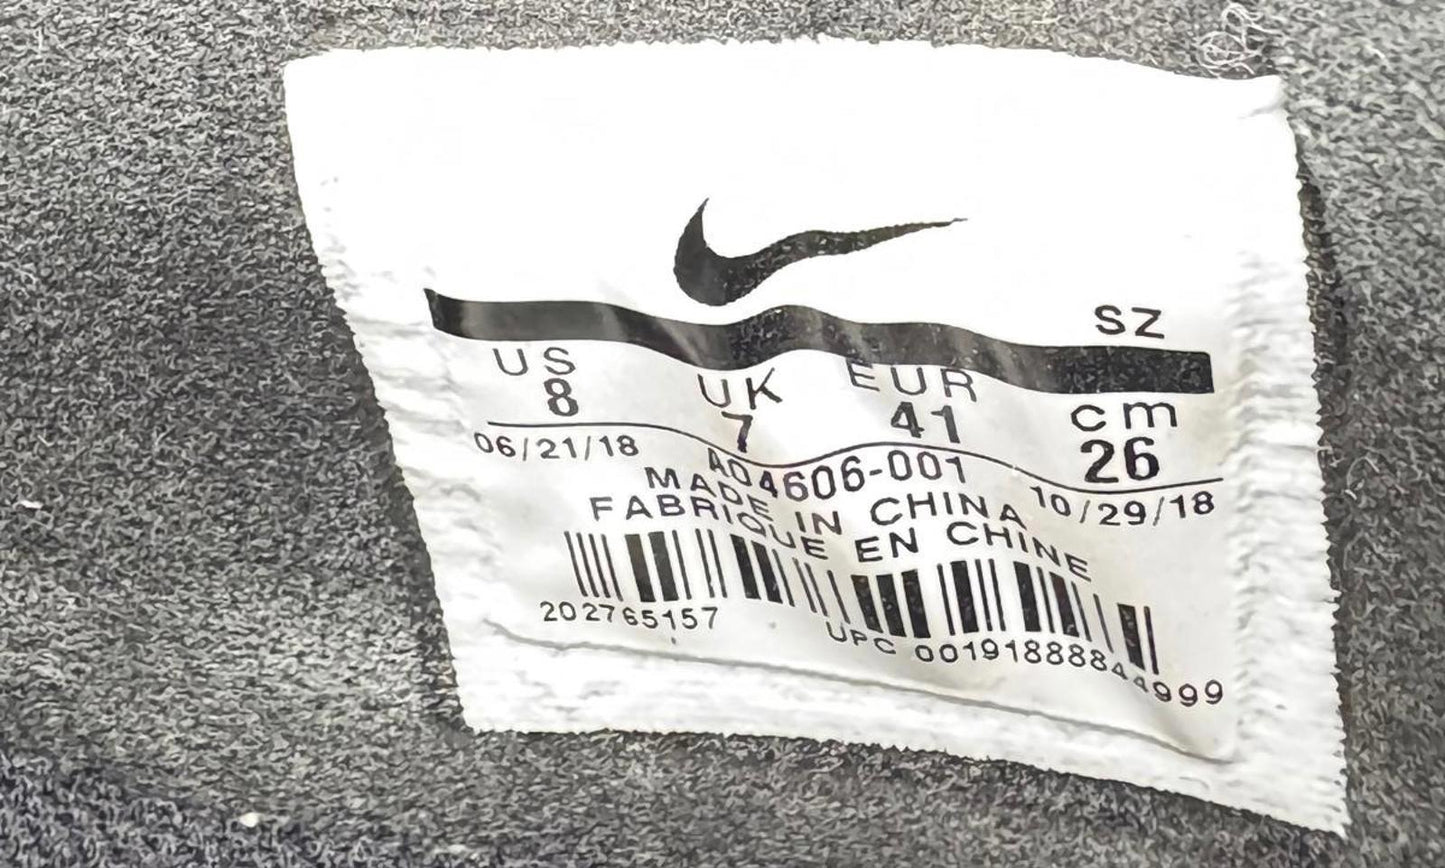 SZ
US UK EUR cm
8 7 41 26
06/21/18 AO4606-001 10/29/18
MADE IN CHINA
FABRIQUE EN CHINE
202765157 UPC 00191888844999